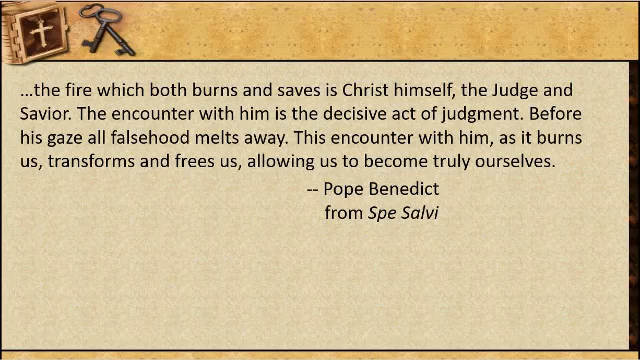 ...the fire which both burns and saves is Christ himself, the Judge and
Savior. The encounter with him is the decisive act of judgment. Before
his gaze all falsehood melts away. This encounter with him, as it burns
us, transforms and frees us, allowing us to become truly ourselves.
-- Pope Benedict
from Spe Salvi